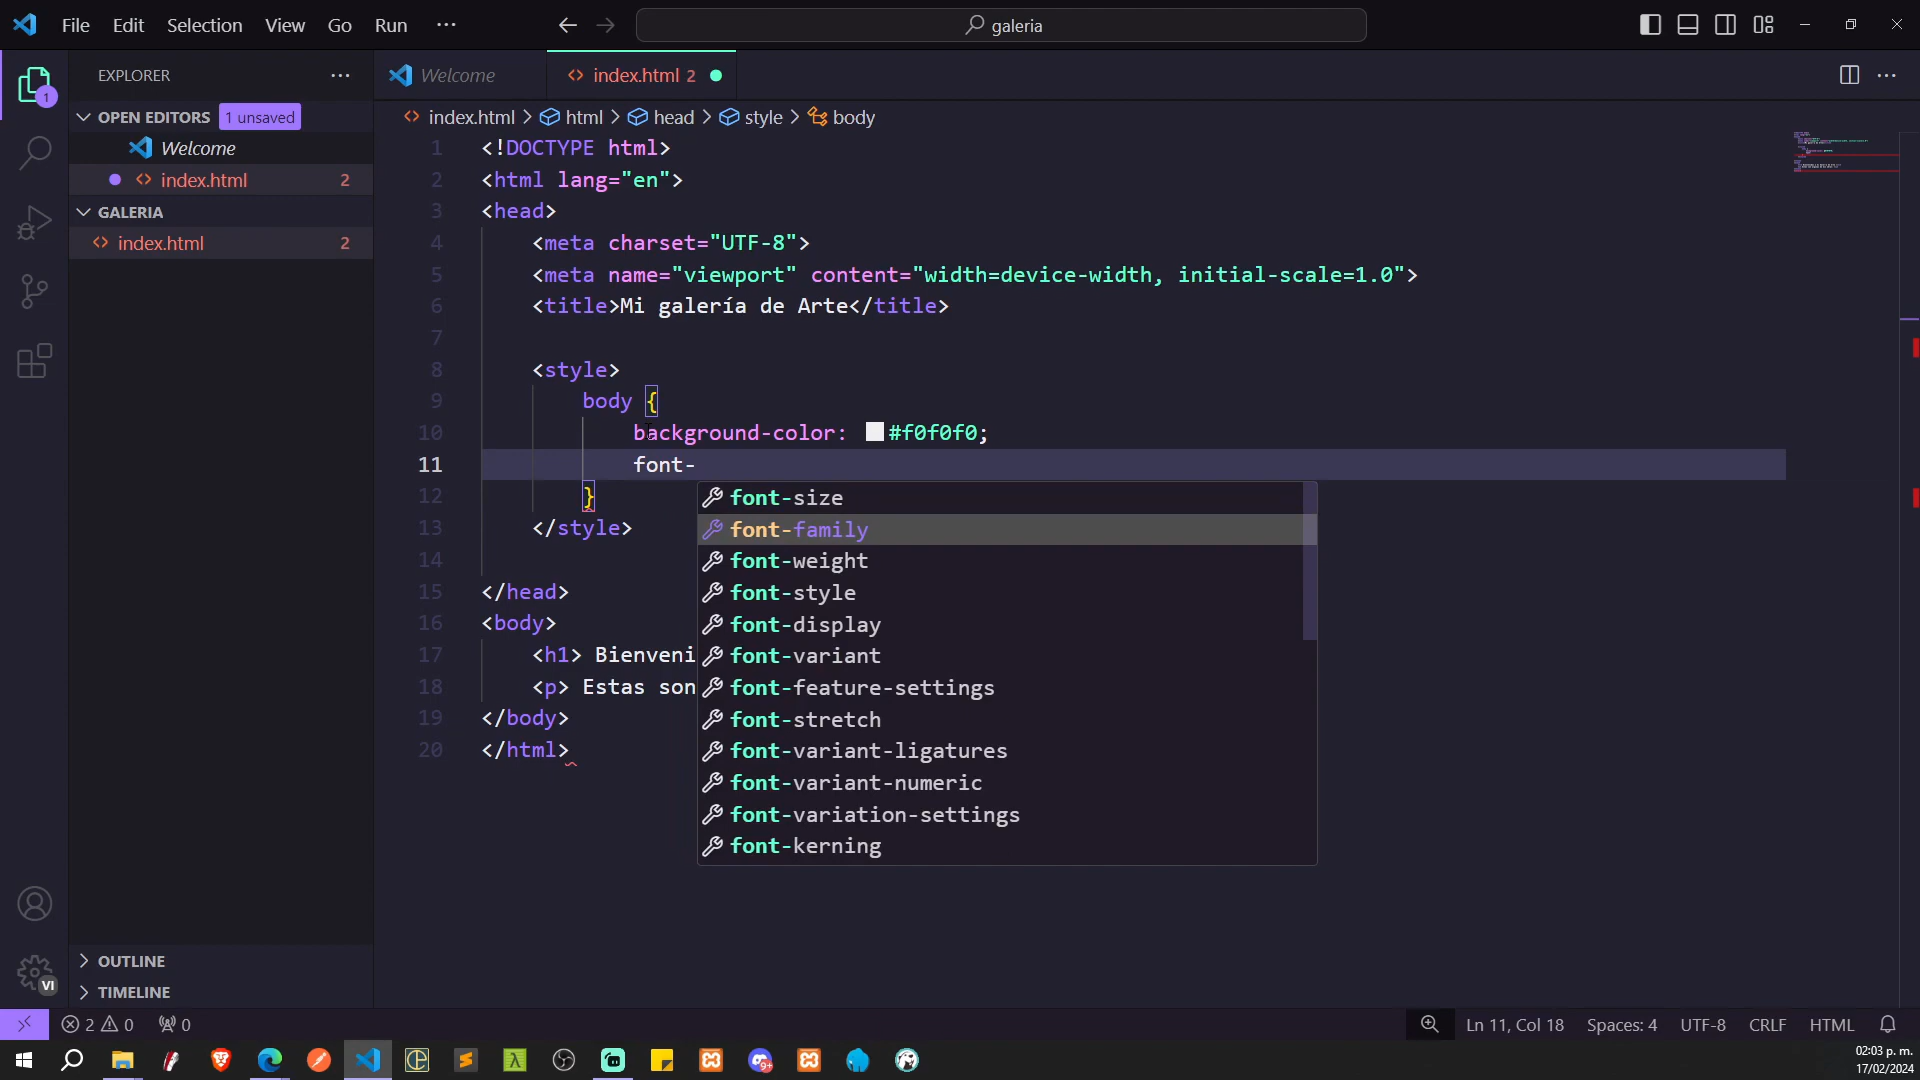 File Edit Selection View Go Run ···
galeria
EXPLORER
Welcome
index.html 2
OPEN EDITORS 1 unsaved
Welcome
index.html 2
GALERIA
index.html 2
OUTLINE
TIMELINE
1
VI
index.html > html > head > style > body
1 <!DOCTYPE html>
2 <html lang="en">
3 <head>
4 <meta charset="UTF-8">
5 <meta name="viewport" content="width=device-width, initial-scale=1.0">
6 <title>Mi galería de Arte</title>
7
8 <style>
9 body {
10 background-color: #f0f0f0;
11 font-
12 }
13 </style>
14
15 </head>
16 <body>
17 <h1> Bienveni
18 <p> Estas son
19 </body>
20 </html>
font-size
font-family
font-weight
font-style
font-display
font-variant
font-feature-settings
font-stretch
font-variant-ligatures
font-variant-numeric
font-variation-settings
font-kerning
2 0 0
Ln 11, Col 18 Spaces: 4 UTF-8 CRLF HTML
9+
02:03 p. m.
17/02/2024